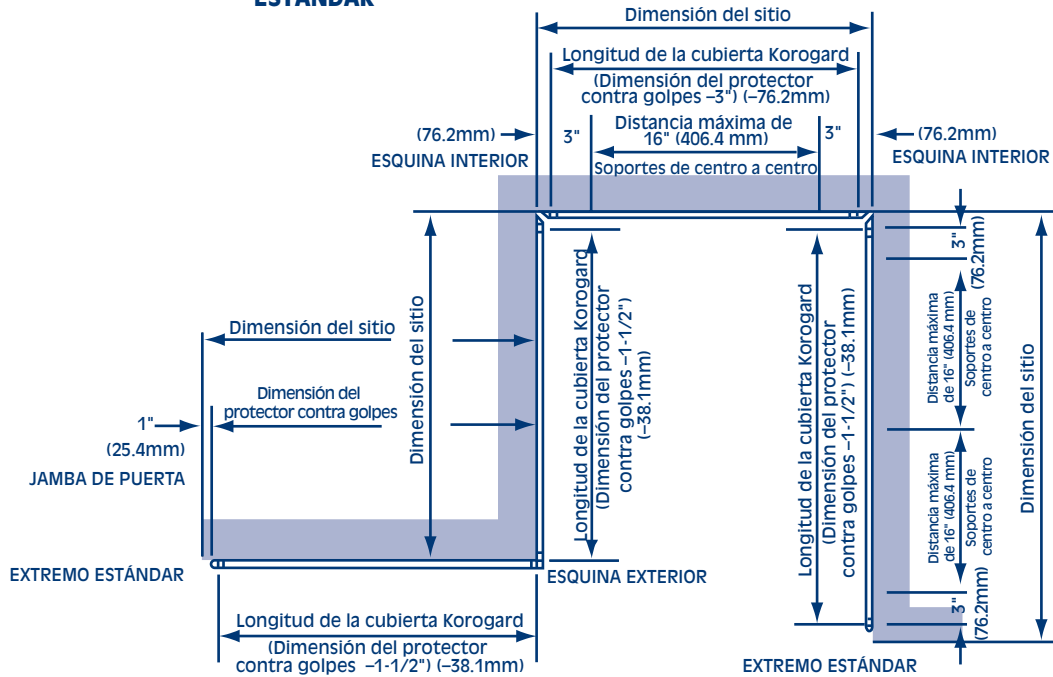 ESTÁNDAR
Dimensión del sitio
Longitud de la cubierta Korogard
(Dimensión del protector
contra golpes –3") (–76.2mm)
(76.2mm)
3"
Distancia máxima de
16" (406.4 mm)
3"
(76.2mm)
ESQUINA INTERIOR
Soportes de centro a centro
ESQUINA INTERIOR
3"
(76.2mm)
Dimensión del sitio
Longitud de la cubierta Korogard
(Dimensión del protector
contra golpes –1-1/2")
(–38.1mm)
Longitud de la cubierta Korogard
(Dimensión del protector
contra golpes –1-1/2") (–38.1mm)
Distancia máxima
de 16" (406.4 mm)
Soportes de
centro a centro
Dimensión del sitio
Dimensión del sitio
Dimensión del
protector contra golpes
1"
(25.4mm)
JAMBA DE PUERTA
Distancia máxima
de 16" (406.4 mm)
Soportes de
centro a centro
EXTREMO ESTÁNDAR
ESQUINA EXTERIOR
3"
(76.2mm)
Longitud de la cubierta Korogard
(Dimensión del protector
contra golpes –1-1/2") (–38.1mm)
EXTREMO ESTÁNDAR